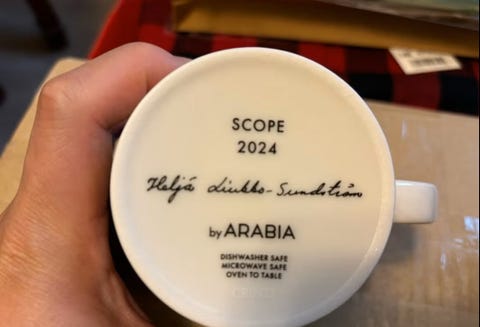 SCOPE
2024
Heljä Liukko-Sundström
by ARABIA
DISHWASHER SAFE
MICROWAVE SAFE
OVEN TO TABLE